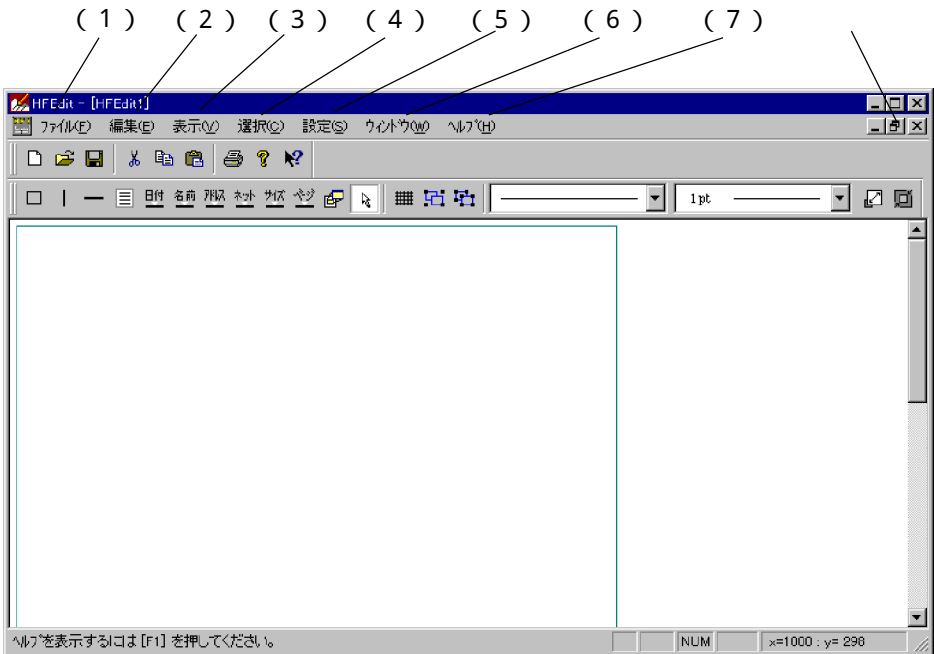 (1) (2) (3) (4) (5) (6) (7)
HFEdit - [HFEdit1]
ファイル(F) 編集(E) 表示(V) 選択(C) 設定(S) ウィンドウ(W) ヘルプ(H)
日付 名前 アドレス ネット サイズ ページ 1pt
ヘルプを表示するには [F1] を押してください。 NUM x=1000 : y= 298